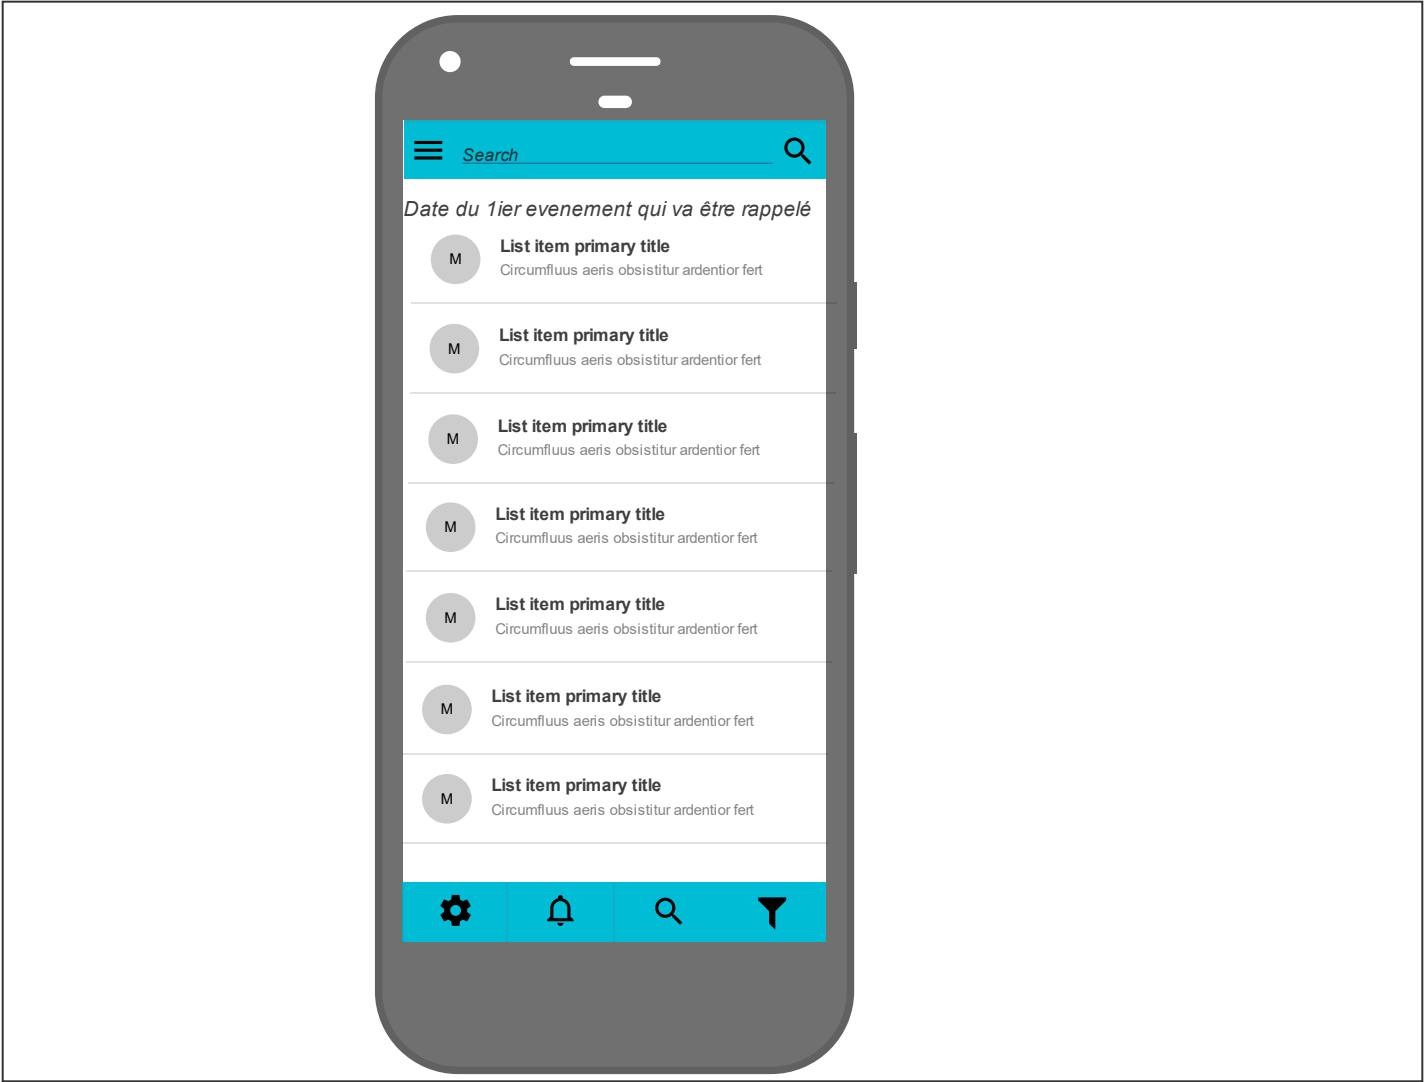 Search
Date du 1ier evenement qui va être rappelé
M
List item primary title
Circumfluus aeris obsistitur ardentior fert
M
List item primary title
Circumfluus aeris obsistitur ardentior fert
M
List item primary title
Circumfluus aeris obsistitur ardentior fert
M
List item primary title
Circumfluus aeris obsistitur ardentior fert
M
List item primary title
Circumfluus aeris obsistitur ardentior fert
M
List item primary title
Circumfluus aeris obsistitur ardentior fert
M
List item primary title
Circumfluus aeris obsistitur ardentior fert